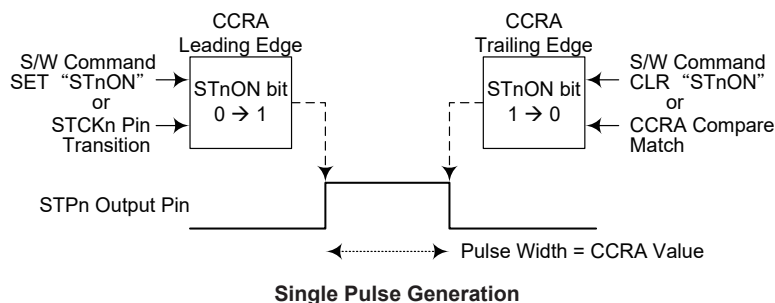 CCRA
Leading Edge
S/W Command
SET “STnON”
or
STCKn Pin
Transition
STnON bit
0 → 1
CCRA
Trailing Edge
STnON bit
1 → 0
S/W Command
CLR “STnON”
or
CCRA Compare
Match
STPn Output Pin
Pulse Width = CCRA Value
Single Pulse Generation